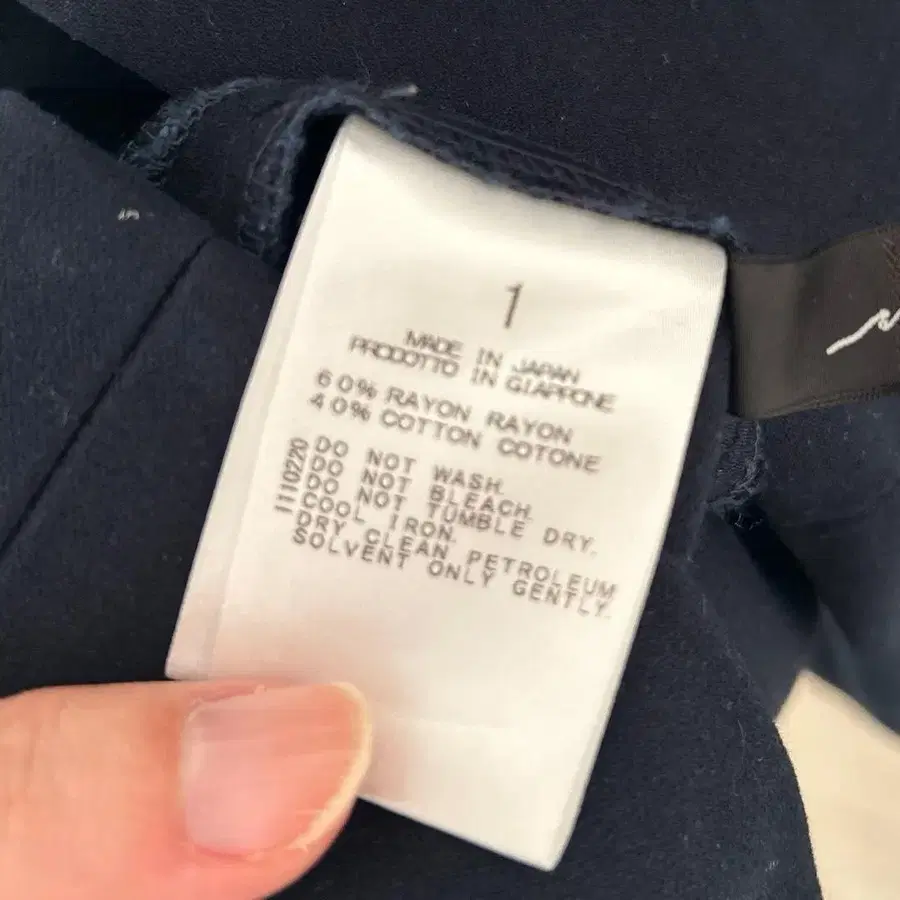 1
MADE IN JAPAN
PRODOTTO IN GIAPPONE
60% RAYON RAYON
40% COTTON COTONE
1110220
DO NOT WASH.
DO NOT BLEACH.
DO NOT TUMBLE DRY.
COOL IRON.
DRY CLEAN PETROLEUM
SOLVENT ONLY GENTLY.